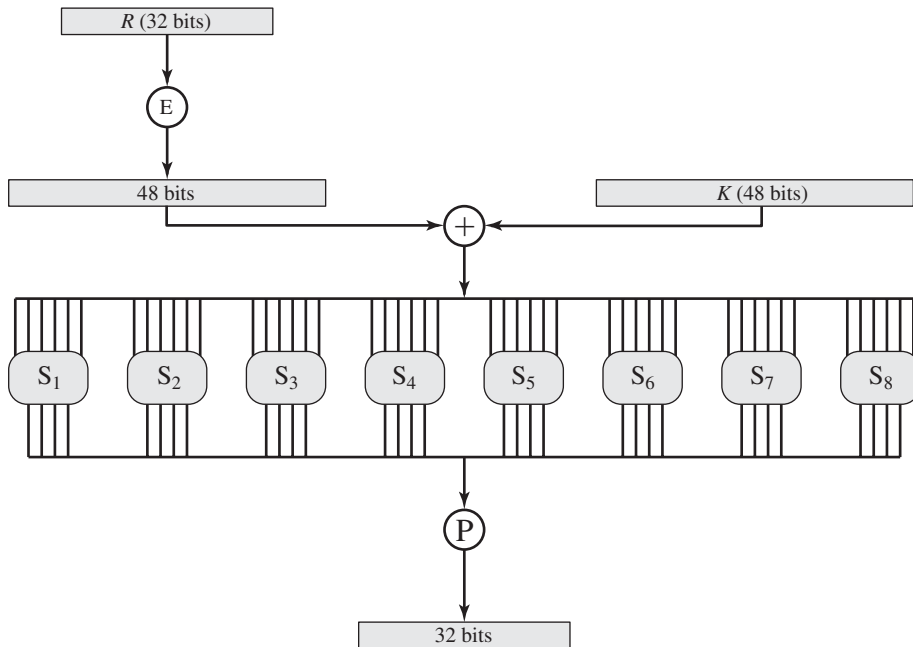 R (32 bits)
E
48 bits
K (48 bits)
+
S₁ S₂ S₃ S₄ S₅ S₆ S₇ S₈
P
32 bits